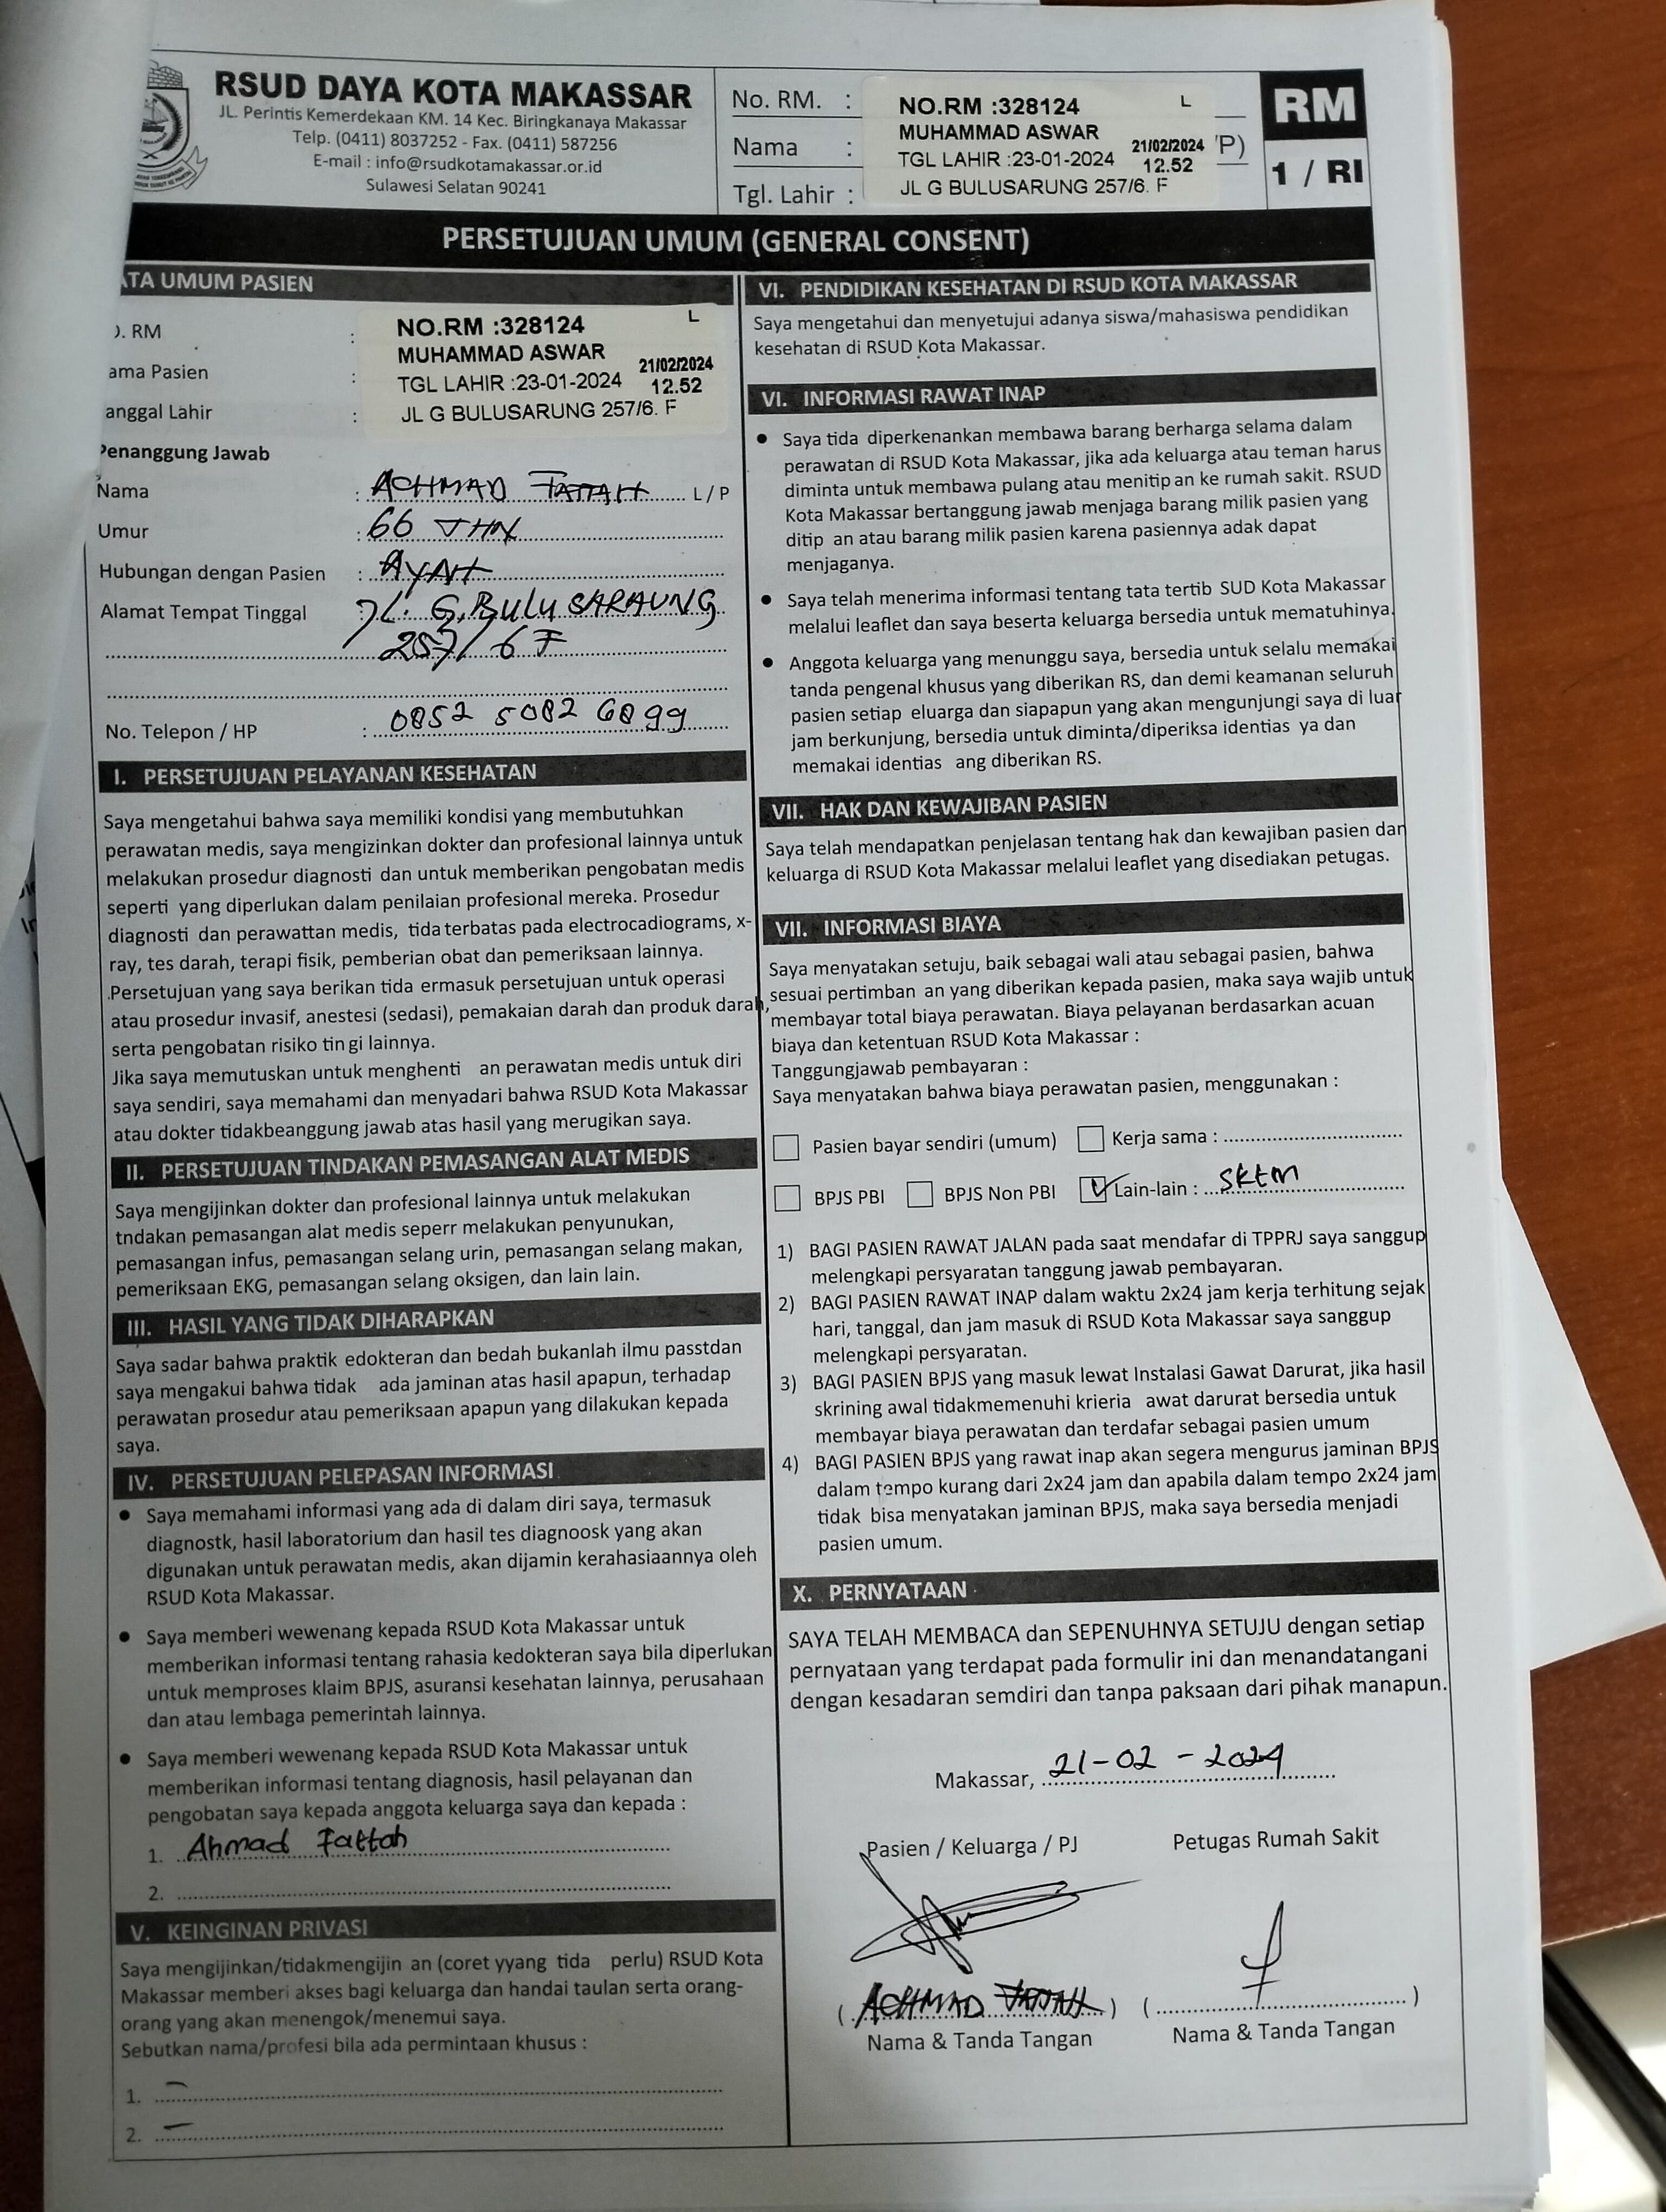 RSUD DAYA KOTA MAKASSAR
JL. Perintis Kemerdekaan KM. 14 Kec. Biringkanaya Makassar
Telp. (0411) 8037252 - Fax. (0411) 587256
E-mail : info@rsudkotamakassar.or.id
Sulawesi Selatan 90241
No. RM. :
Nama :
Tgl. Lahir :
NO.RM :328124 L
MUHAMMAD ASWAR
TGL LAHIR :23-01-2024 21/02/2024 12.52
JL G BULUSARUNG 257/6. F
P)
RM
1 / RI
PERSETUJUAN UMUM (GENERAL CONSENT)
TA UMUM PASIEN
. RM :
ama Pasien :
anggal Lahir :
NO.RM :328124 L
MUHAMMAD ASWAR
TGL LAHIR :23-01-2024 21/02/2024 12.52
JL G BULUSARUNG 257/6. F
Penanggung Jawab
Nama : ACHMAD FATTAH L / P
Umur : 66 THN
Hubungan dengan Pasien : AYAH
Alamat Tempat Tinggal : JL. G. BULU SARAUNG
257/ 6 F
No. Telepon / HP : 0852 5082 6899
I. PERSETUJUAN PELAYANAN KESEHATAN
Saya mengetahui bahwa saya memiliki kondisi yang membutuhkan
perawatan medis, saya mengizinkan dokter dan profesional lainnya untuk
melakukan prosedur diagnosti dan untuk memberikan pengobatan medis
seperti yang diperlukan dalam penilaian profesional mereka. Prosedur
diagnosti dan perawattan medis, tida terbatas pada electrocadiograms, x-
ray, tes darah, terapi fisik, pemberian obat dan pemeriksaan lainnya.
Persetujuan yang saya berikan tida ermasuk persetujuan untuk operasi
atau prosedur invasif, anestesi (sedasi), pemakaian darah dan produk darah,
serta pengobatan risiko tin gi lainnya.
Jika saya memutuskan untuk menghenti an perawatan medis untuk diri
saya sendiri, saya memahami dan menyadari bahwa RSUD Kota Makassar
atau dokter tidakbeanggung jawab atas hasil yang merugikan saya.
II. PERSETUJUAN TINDAKAN PEMASANGAN ALAT MEDIS
Saya mengijinkan dokter dan profesional lainnya untuk melakukan
tndakan pemasangan alat medis seperr melakukan penyunukan,
pemasangan infus, pemasangan selang urin, pemasangan selang makan,
pemeriksaan EKG, pemasangan selang oksigen, dan lain lain.
III. HASIL YANG TIDAK DIHARAPKAN
Saya sadar bahwa praktik edokteran dan bedah bukanlah ilmu passtdan
saya mengakui bahwa tidak ada jaminan atas hasil apapun, terhadap
perawatan prosedur atau pemeriksaan apapun yang dilakukan kepada
saya.
IV. PERSETUJUAN PELEPASAN INFORMASI
• Saya memahami informasi yang ada di dalam diri saya, termasuk
diagnostk, hasil laboratorium dan hasil tes diagnoosk yang akan
digunakan untuk perawatan medis, akan dijamin kerahasiaannya oleh
RSUD Kota Makassar.
• Saya memberi wewenang kepada RSUD Kota Makassar untuk
memberikan informasi tentang rahasia kedokteran saya bila diperlukan
untuk memproses klaim BPJS, asuransi kesehatan lainnya, perusahaan
dan atau lembaga pemerintah lainnya.
• Saya memberi wewenang kepada RSUD Kota Makassar untuk
memberikan informasi tentang diagnosis, hasil pelayanan dan
pengobatan saya kepada anggota keluarga saya dan kepada :
1. Ahmad Fattah
2.
V. KEINGINAN PRIVASI
Saya mengijinkan/tidakmengijin an (coret yyang tida perlu) RSUD Kota
Makassar memberi akses bagi keluarga dan handai taulan serta orang-
orang yang akan menengok/menemui saya.
Sebutkan nama/profesi bila ada permintaan khusus :
1. -
2. -
VI. PENDIDIKAN KESEHATAN DI RSUD KOTA MAKASSAR
Saya mengetahui dan menyetujui adanya siswa/mahasiswa pendidikan
kesehatan di RSUD Kota Makassar.
VI. INFORMASI RAWAT INAP
• Saya tida diperkenankan membawa barang berharga selama dalam
perawatan di RSUD Kota Makassar, jika ada keluarga atau teman harus
diminta untuk membawa pulang atau menitip an ke rumah sakit. RSUD
Kota Makassar bertanggung jawab menjaga barang milik pasien yang
ditip an atau barang milik pasien karena pasiennya adak dapat
menjaganya.
• Saya telah menerima informasi tentang tata tertib SUD Kota Makassar
melalui leaflet dan saya beserta keluarga bersedia untuk mematuhinya.
• Anggota keluarga yang menunggu saya, bersedia untuk selalu memakai
tanda pengenal khusus yang diberikan RS, dan demi keamanan seluruh
pasien setiap eluarga dan siapapun yang akan mengunjungi saya di luar
jam berkunjung, bersedia untuk diminta/diperiksa identias ya dan
memakai identias ang diberikan RS.
VII. HAK DAN KEWAJIBAN PASIEN
Saya telah mendapatkan penjelasan tentang hak dan kewajiban pasien dan
keluarga di RSUD Kota Makassar melalui leaflet yang disediakan petugas.
VII. INFORMASI BIAYA
Saya menyatakan setuju, baik sebagai wali atau sebagai pasien, bahwa
sesuai pertimban an yang diberikan kepada pasien, maka saya wajib untuk
membayar total biaya perawatan. Biaya pelayanan berdasarkan acuan
biaya dan ketentuan RSUD Kota Makassar :
Tanggungjawab pembayaran :
Saya menyatakan bahwa biaya perawatan pasien, menggunakan :
Pasien bayar sendiri (umum) Kerja sama :
BPJS PBI BPJS Non PBI Lain-lain : sktm
1) BAGI PASIEN RAWAT JALAN pada saat mendafar di TPPRJ saya sanggup
melengkapi persyaratan tanggung jawab pembayaran.
2) BAGI PASIEN RAWAT INAP dalam waktu 2x24 jam kerja terhitung sejak
hari, tanggal, dan jam masuk di RSUD Kota Makassar saya sanggup
melengkapi persyaratan.
3) BAGI PASIEN BPJS yang masuk lewat Instalasi Gawat Darurat, jika hasil
skrining awal tidakmemenuhi krieria awat darurat bersedia untuk
membayar biaya perawatan dan terdafar sebagai pasien umum
4) BAGI PASIEN BPJS yang rawat inap akan segera mengurus jaminan BPJS
dalam tempo kurang dari 2x24 jam dan apabila dalam tempo 2x24 jam
tidak bisa menyatakan jaminan BPJS, maka saya bersedia menjadi
pasien umum.
X. PERNYATAAN
SAYA TELAH MEMBACA dan SEPENUHNYA SETUJU dengan setiap
pernyataan yang terdapat pada formulir ini dan menandatangani
dengan kesadaran semdiri dan tanpa paksaan dari pihak manapun.
Makassar, 21-02-2024
Pasien / Keluarga / PJ Petugas Rumah Sakit
(ACHMAD FATTAH) ( )
Nama & Tanda Tangan Nama & Tanda Tangan